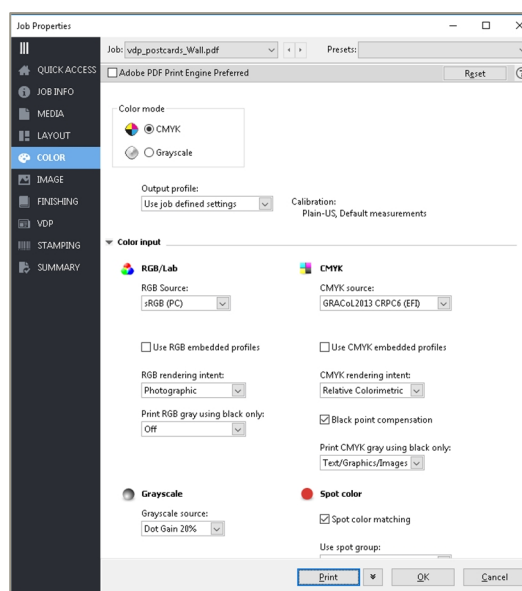 Job Properties
Job: vdp_postcards_Wall.pdf
Presets:
QUICK ACCESS
JOB INFO
MEDIA
LAYOUT
COLOR
IMAGE
FINISHING
VDP
STAMPING
SUMMARY
Adobe PDF Print Engine Preferred
Reset
Color mode
CMYK
Grayscale
Output profile:
Use job defined settings
Calibration:
Plain-US, Default measurements
Color input
RGB/Lab
RGB Source:
sRGB (PC)
Use RGB embedded profiles
RGB rendering intent:
Photographic
Print RGB gray using black only:
Off
CMYK
CMYK source:
GRACoL2013 CRPC6 (EFI)
Use CMYK embedded profiles
CMYK rendering intent:
Relative Colorimetric
Black point compensation
Print CMYK gray using black only:
Text/Graphics/Images
Grayscale
Grayscale source:
Dot Gain 20%
Spot color
Spot color matching
Use spot group:
Print
OK
Cancel